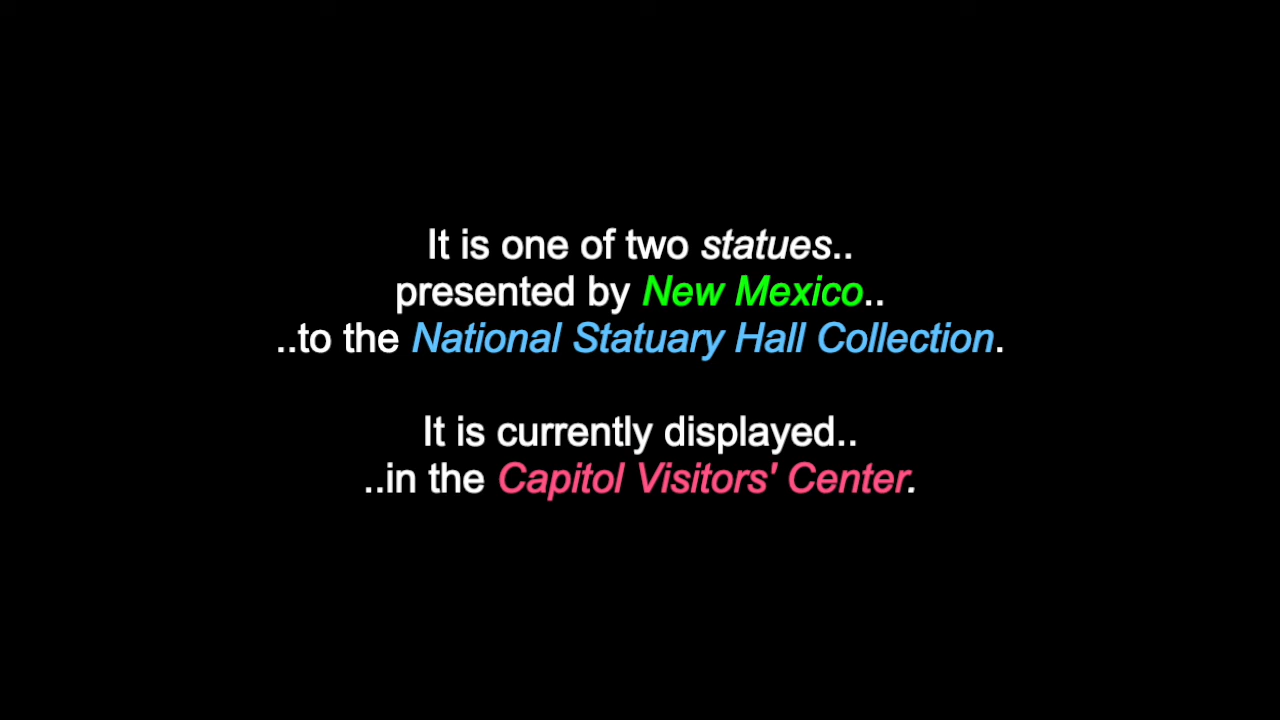 It is one of two statues..
presented by New Mexico..
..to the National Statuary Hall Collection.
It is currently displayed..
..in the Capitol Visitors' Center.